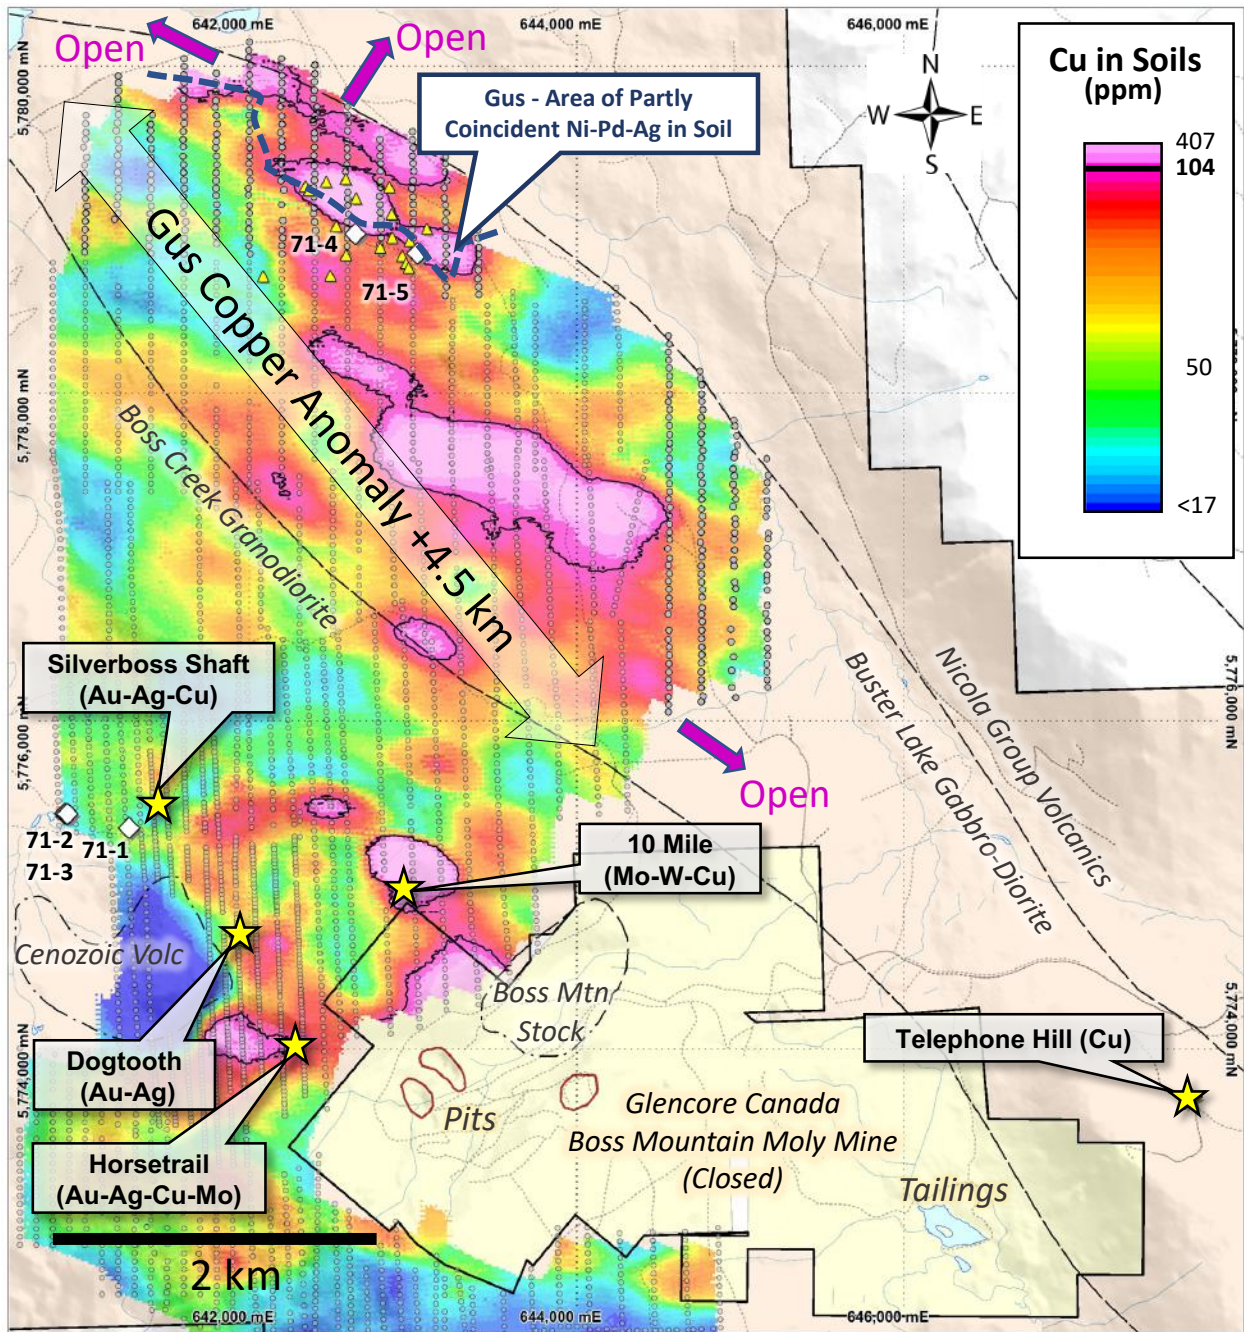 642,000 mE
644,000 mE
646,000 mE
Open
Open
5,780,000 mN
Gus - Area of Partly
Coincident Ni-Pd-Ag in Soil
N
W
E
S
Cu in Soils
(ppm)
407
104
50
<17
71-4
71-5
Gus Copper Anomaly +4.5 km
5,778,000 mN
Boss Creek Granodiorite
Silverboss Shaft
(Au-Ag-Cu)
5,776,000 mN
5,776,000 mN
Nicola Group Volcanics
Buster Lake Gabbro-Diorite
Open
71-2
71-3
71-1
10 Mile
(Mo-W-Cu)
Cenozoic Volc
Boss Mtn
Stock
5,774,000 mN
5,774,000 mN
Dogtooth
(Au-Ag)
Telephone Hill (Cu)
Pits
Glencore Canada
Boss Mountain Moly Mine
(Closed)
Horsetrail
(Au-Ag-Cu-Mo)
Tailings
2 km
642,000 mE
644,000 mE
646,000 mE